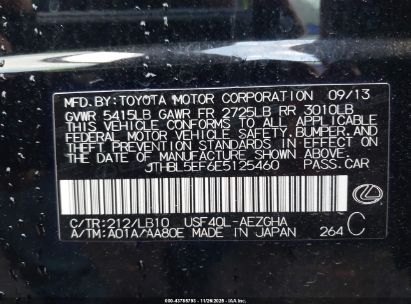 MFD.BY: TOYOTA MOTOR CORPORATION 09/13
GVWR 5415LB GAWR FR 2725LB RR 3010LB
THIS VEHICLE CONFORMS TO ALL APPLICABLE
FEDERAL MOTOR VEHICLE SAFETY, BUMPER, AND
THEFT PREVENTION STANDARDS IN EFFECT ON
THE DATE OF MANUFACTURE SHOWN ABOVE.
JTHBL5EF6E5125460 PASS.CAR
C/TR:212/LB10 USF40L-AEZGHA
A/TM:A01A/AA80E MADE IN JAPAN 264 C